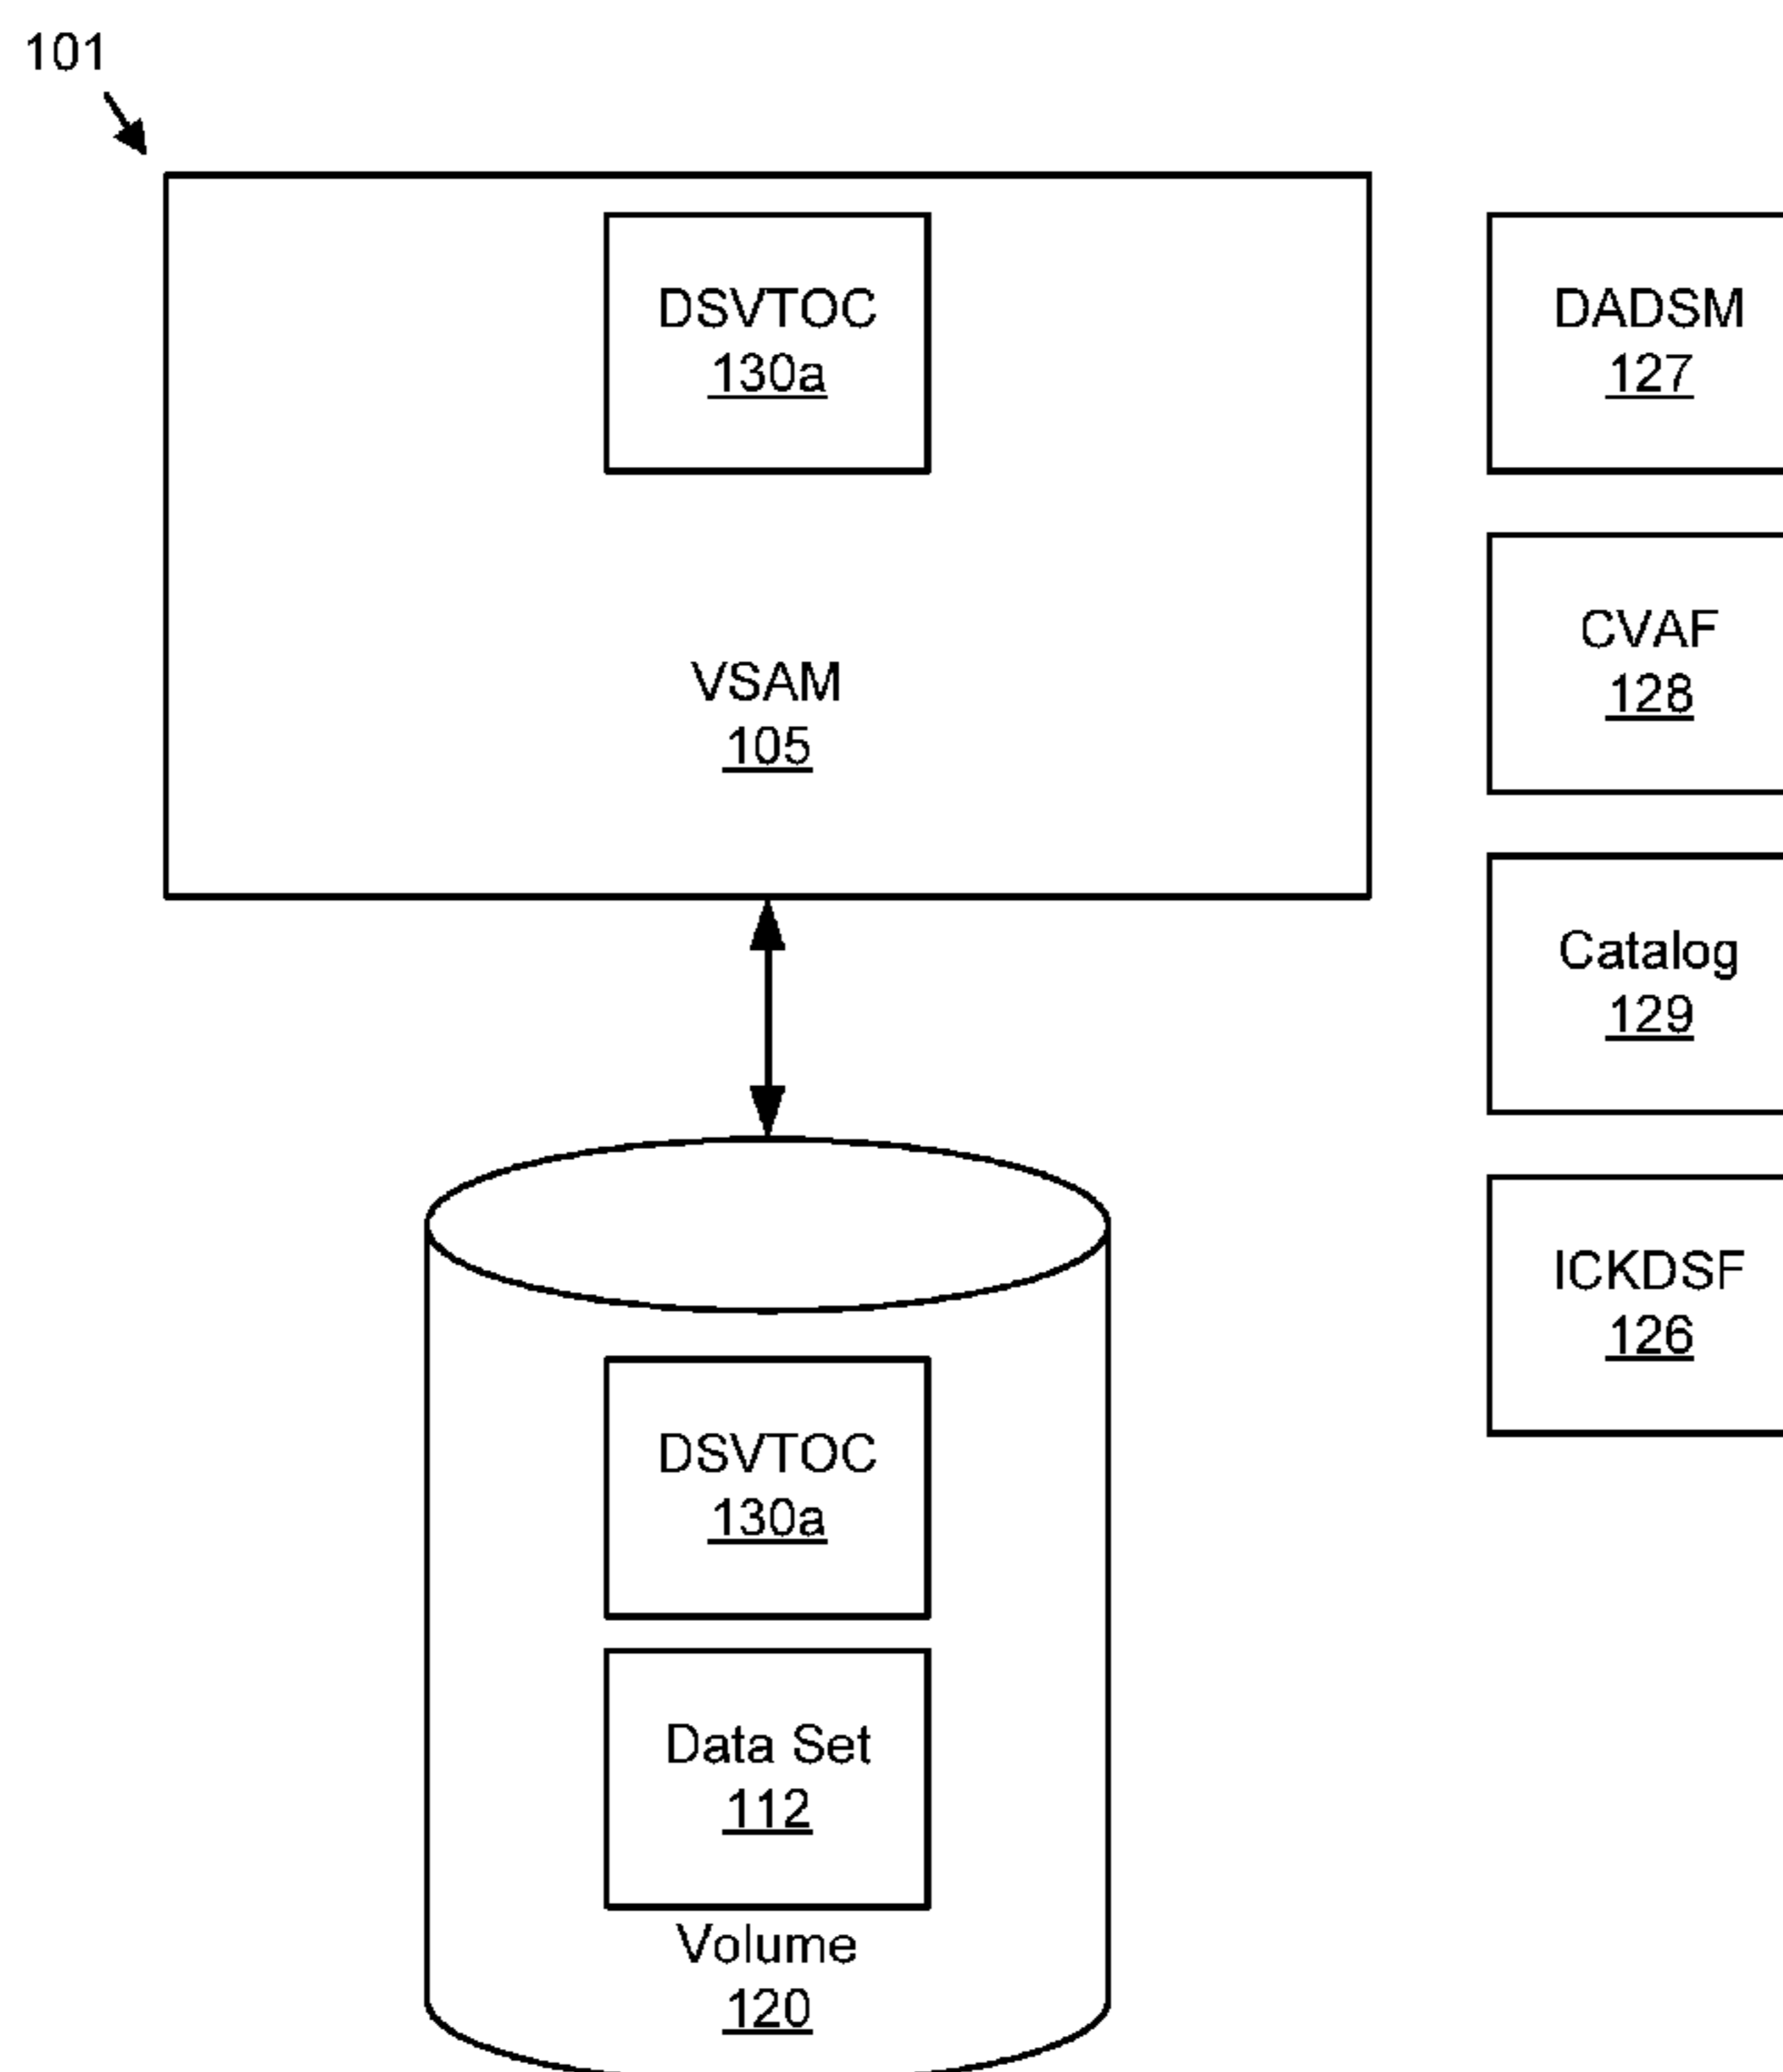 101
DSVTOC
130a
VSAM
105
DADSM
127
CVAF
128
Catalog
129
ICKDSF
126
DSVTOC
130a
Data Set
112
Volume
120